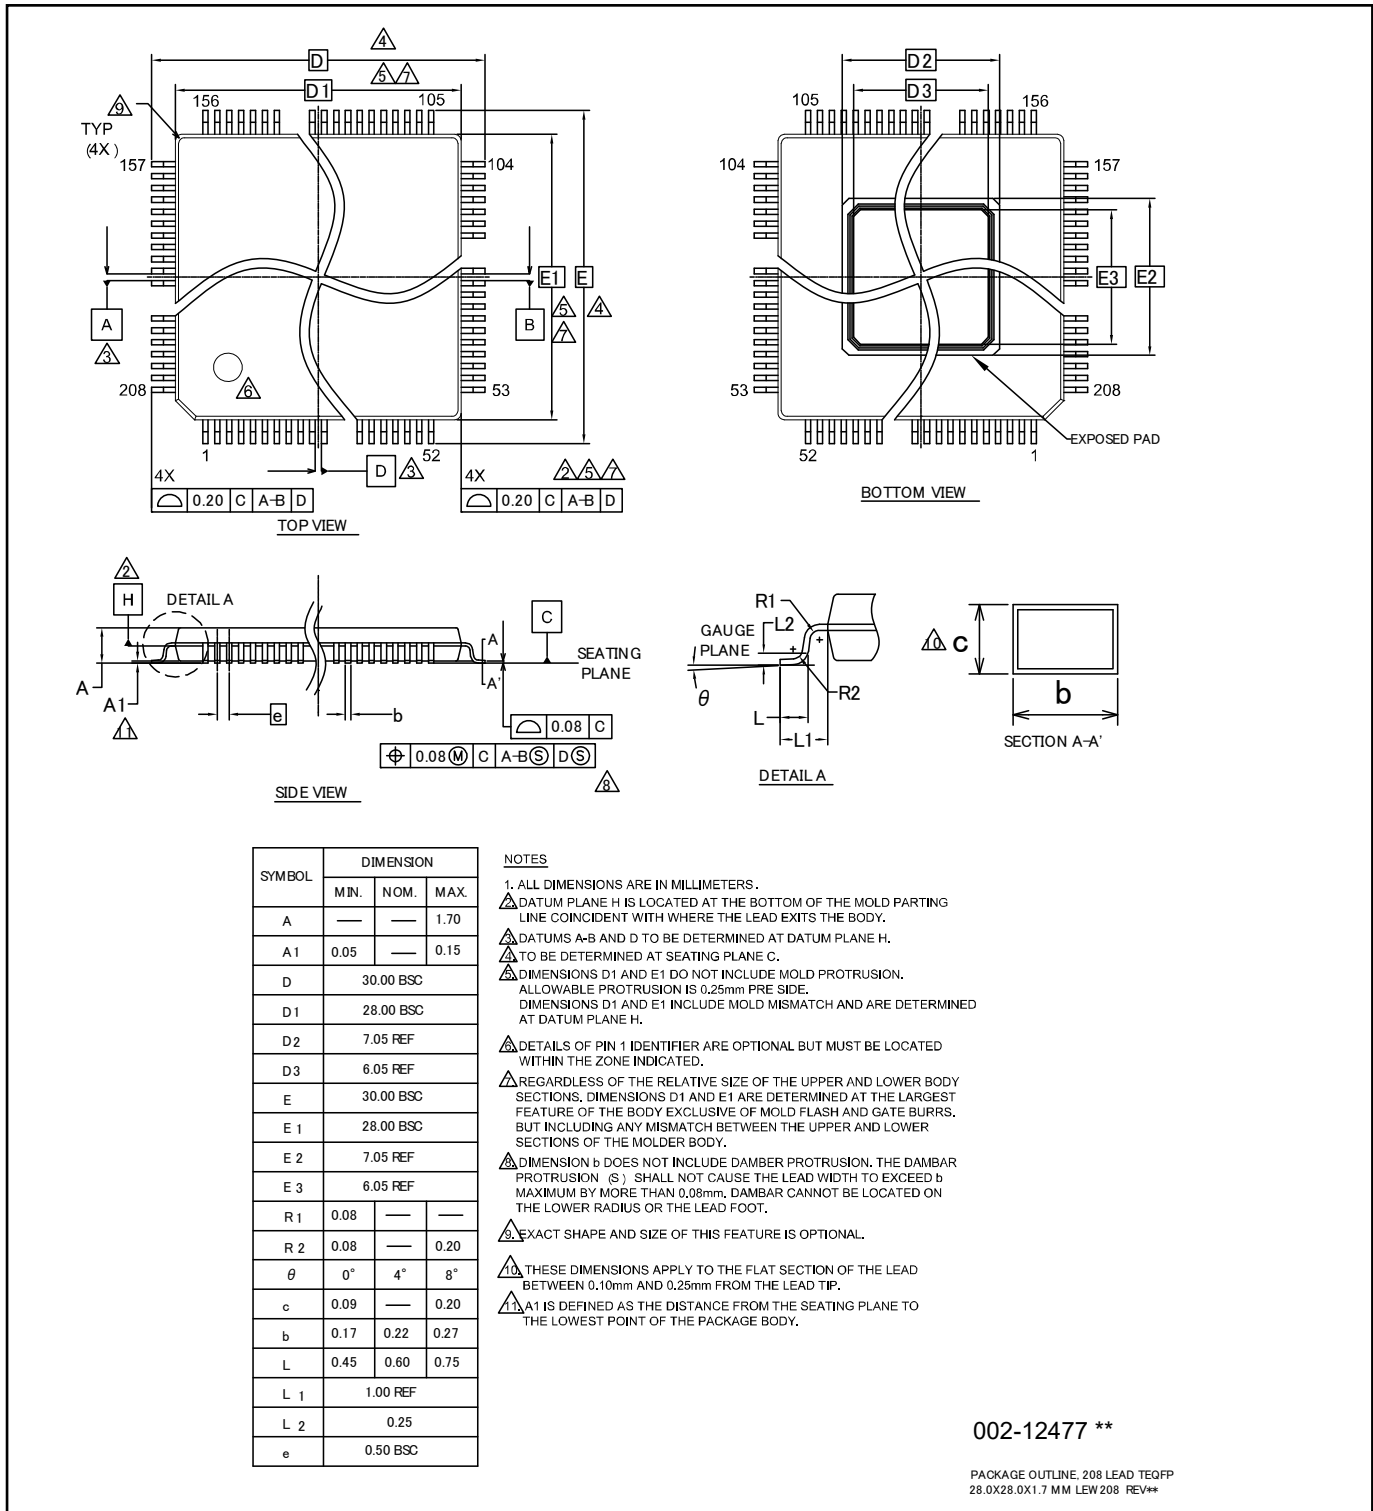 4
D
5 7
D1
9
TYP
(4X)
156
105
157
104
A
3
B
E1
E
5
4
7
208
6
53
1
52
D
3
4X
0.20 C A-B D
4X
2 5 7
0.20 C A-B D
TOP VIEW
D2
D3
105
156
104
157
E3
E2
53
208
52
1
EXPOSED PAD
BOTTOM VIEW
2
H
DETAIL A
C
A
A'
SEATING
PLANE
A
A1
11
e
b
0.08 C
0.08 Ⓜ C A-B Ⓢ D Ⓢ
8
SIDE VIEW
R1
GAUGE
PLANE
L2
θ
R2
L
L1
DETAIL A
10
c
b
SECTION A-A'
SYMBOL DIMENSION
MIN. NOM. MAX.
A — — 1.70
A1 0.05 — 0.15
D 30.00 BSC
D1 28.00 BSC
D2 7.05 REF
D3 6.05 REF
E 30.00 BSC
E 1 28.00 BSC
E 2 7.05 REF
E 3 6.05 REF
R 1 0.08 — —
R 2 0.08 — 0.20
θ 0° 4° 8°
c 0.09 — 0.20
b 0.17 0.22 0.27
L 0.45 0.60 0.75
L 1 1.00 REF
L 2 0.25
e 0.50 BSC
NOTES
1. ALL DIMENSIONS ARE IN MILLIMETERS.
2. DATUM PLANE H IS LOCATED AT THE BOTTOM OF THE MOLD PARTING
LINE COINCIDENT WITH WHERE THE LEAD EXITS THE BODY.
3. DATUMS A-B AND D TO BE DETERMINED AT DATUM PLANE H.
4. TO BE DETERMINED AT SEATING PLANE C.
5. DIMENSIONS D1 AND E1 DO NOT INCLUDE MOLD PROTRUSION.
ALLOWABLE PROTRUSION IS 0.25mm PRE SIDE.
DIMENSIONS D1 AND E1 INCLUDE MOLD MISMATCH AND ARE DETERMINED
AT DATUM PLANE H.
6. DETAILS OF PIN 1 IDENTIFIER ARE OPTIONAL BUT MUST BE LOCATED
WITHIN THE ZONE INDICATED.
7. REGARDLESS OF THE RELATIVE SIZE OF THE UPPER AND LOWER BODY
SECTIONS. DIMENSIONS D1 AND E1 ARE DETERMINED AT THE LARGEST
FEATURE OF THE BODY EXCLUSIVE OF MOLD FLASH AND GATE BURRS.
BUT INCLUDING ANY MISMATCH BETWEEN THE UPPER AND LOWER
SECTIONS OF THE MOLDER BODY.
8. DIMENSION b DOES NOT INCLUDE DAMBER PROTRUSION. THE DAMBAR
PROTRUSION (S) SHALL NOT CAUSE THE LEAD WIDTH TO EXCEED b
MAXIMUM BY MORE THAN 0.08mm. DAMBAR CANNOT BE LOCATED ON
THE LOWER RADIUS OR THE LEAD FOOT.
9. EXACT SHAPE AND SIZE OF THIS FEATURE IS OPTIONAL.
10. THESE DIMENSIONS APPLY TO THE FLAT SECTION OF THE LEAD
BETWEEN 0.10mm AND 0.25mm FROM THE LEAD TIP.
11. A1 IS DEFINED AS THE DISTANCE FROM THE SEATING PLANE TO
THE LOWEST POINT OF THE PACKAGE BODY.
002-12477 **
PACKAGE OUTLINE, 208 LEAD TEQFP
28.0X28.0X1.7 MM LEW208 REV**